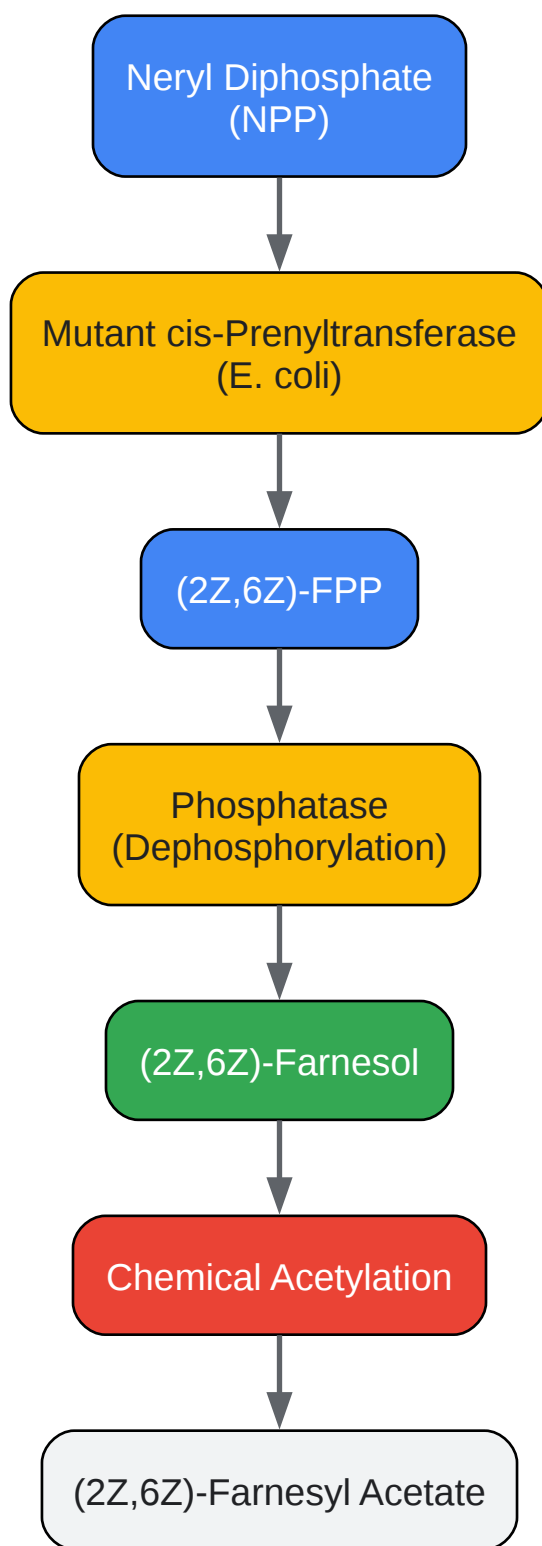 Neryl Diphosphate
(NPP)
Mutant cis-Prenyltransferase
(E. coli)
(2Z,6Z)-FPP
Phosphatase
(Dephosphorylation)
(2Z,6Z)-Farnesol
Chemical Acetylation
(2Z,6Z)-Farnesyl Acetate